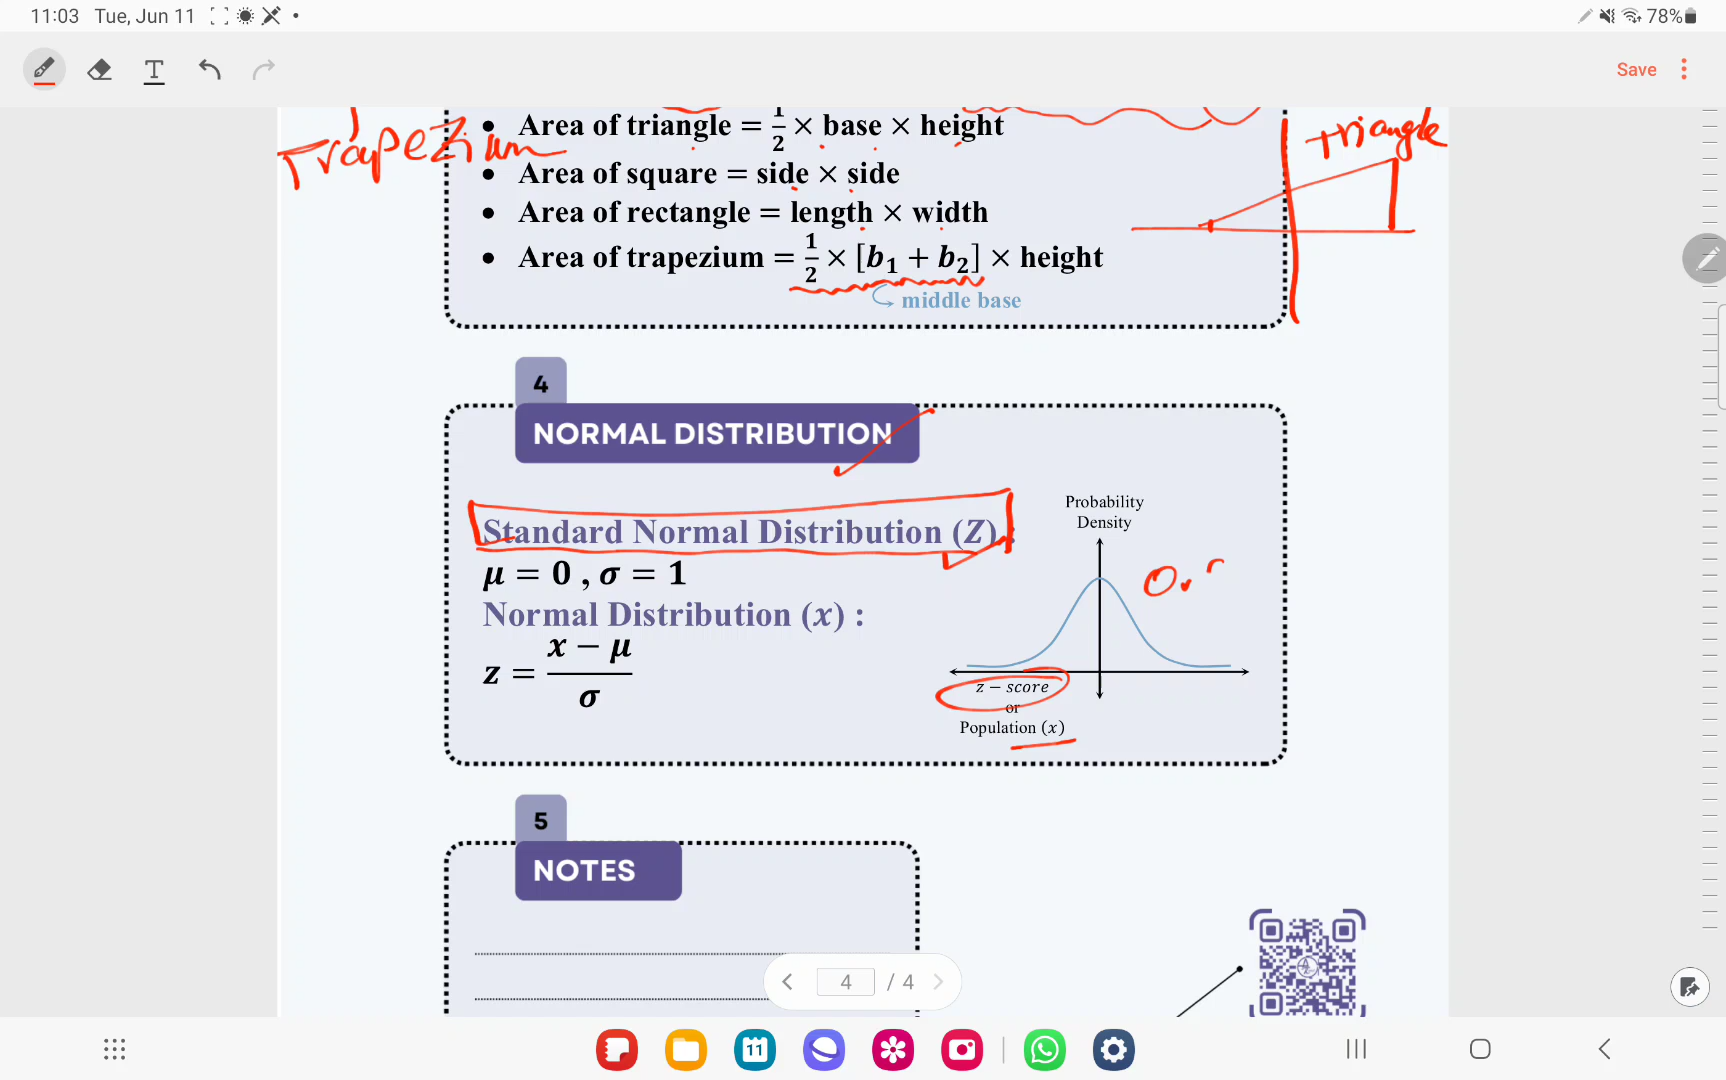 11:03 Tue, Jun 11
78%
T
Save
Trapezium
Triangle
• Area of triangle = 1/2 × base × height
• Area of square = side × side
• Area of rectangle = length × width
• Area of trapezium = 1/2 × [b₁ + b₂] × height
middle base
4
NORMAL DISTRIBUTION
Standard Normal Distribution (Z) :
μ = 0 , σ = 1
Normal Distribution (x) :
z = (x − μ)/σ
Probability
Density
z − score
or
Population (x)
5
NOTES
4 / 4
11